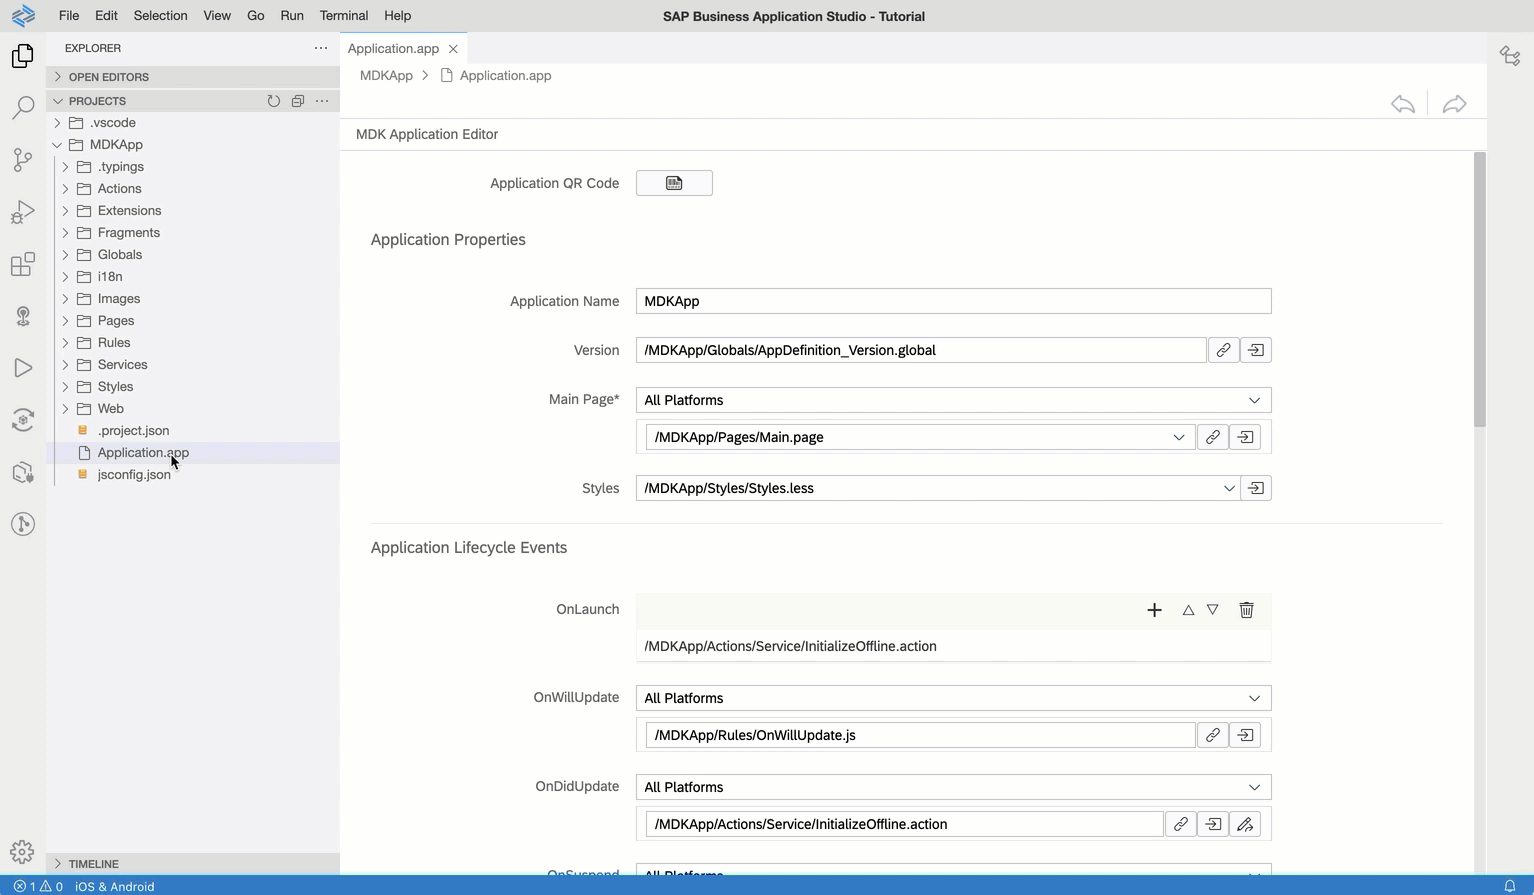 File Edit Selection View Go Run Terminal Help
SAP Business Application Studio - Tutorial
EXPLORER
OPEN EDITORS
PROJECTS
.vscode
MDKApp
.typings
Actions
Extensions
Fragments
Globals
i18n
Images
Pages
Rules
Services
Styles
Web
.project.json
Application.app
jsconfig.json
TIMELINE
Application.app
MDKApp > Application.app
MDK Application Editor
Application QR Code
Application Properties
Application Name MDKApp
Version /MDKApp/Globals/AppDefinition_Version.global
Main Page* All Platforms
/MDKApp/Pages/Main.page
Styles /MDKApp/Styles/Styles.less
Application Lifecycle Events
OnLaunch
/MDKApp/Actions/Service/InitializeOffline.action
OnWillUpdate All Platforms
/MDKApp/Rules/OnWillUpdate.js
OnDidUpdate All Platforms
/MDKApp/Actions/Service/InitializeOffline.action
OnSuspend All Platforms
1 0 iOS & Android